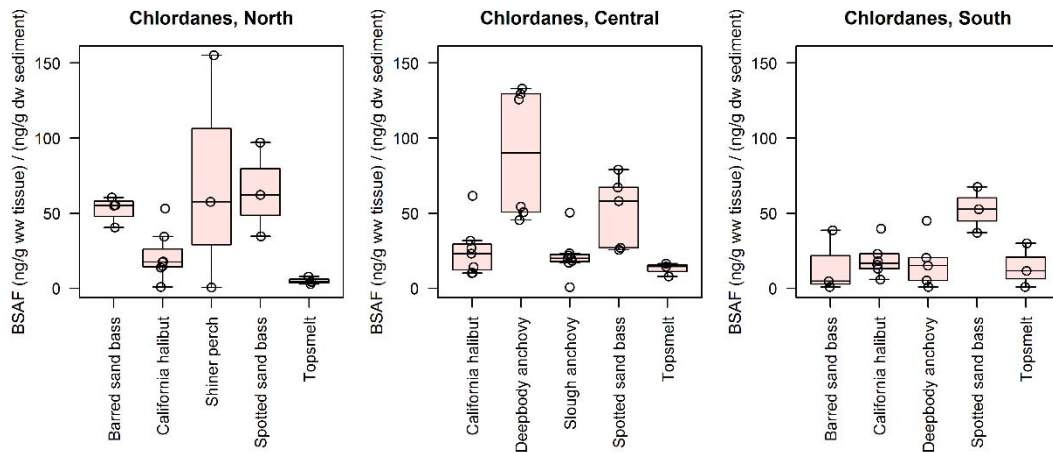 Chlordanes, North
BSAF (ng/g ww tissue) / (ng/g dw sediment)
150
100
50
0
Barred sand bass
California halibut
Shiner perch
Spotted sand bass
Topsmelt
Chlordanes, Central
BSAF (ng/g ww tissue) / (ng/g dw sediment)
150
100
50
0
California halibut
Deepbody anchovy
Slough anchovy
Spotted sand bass
Topsmelt
Chlordanes, South
BSAF (ng/g ww tissue) / (ng/g dw sediment)
150
100
50
0
Barred sand bass
California halibut
Deepbody anchovy
Spotted sand bass
Topsmelt